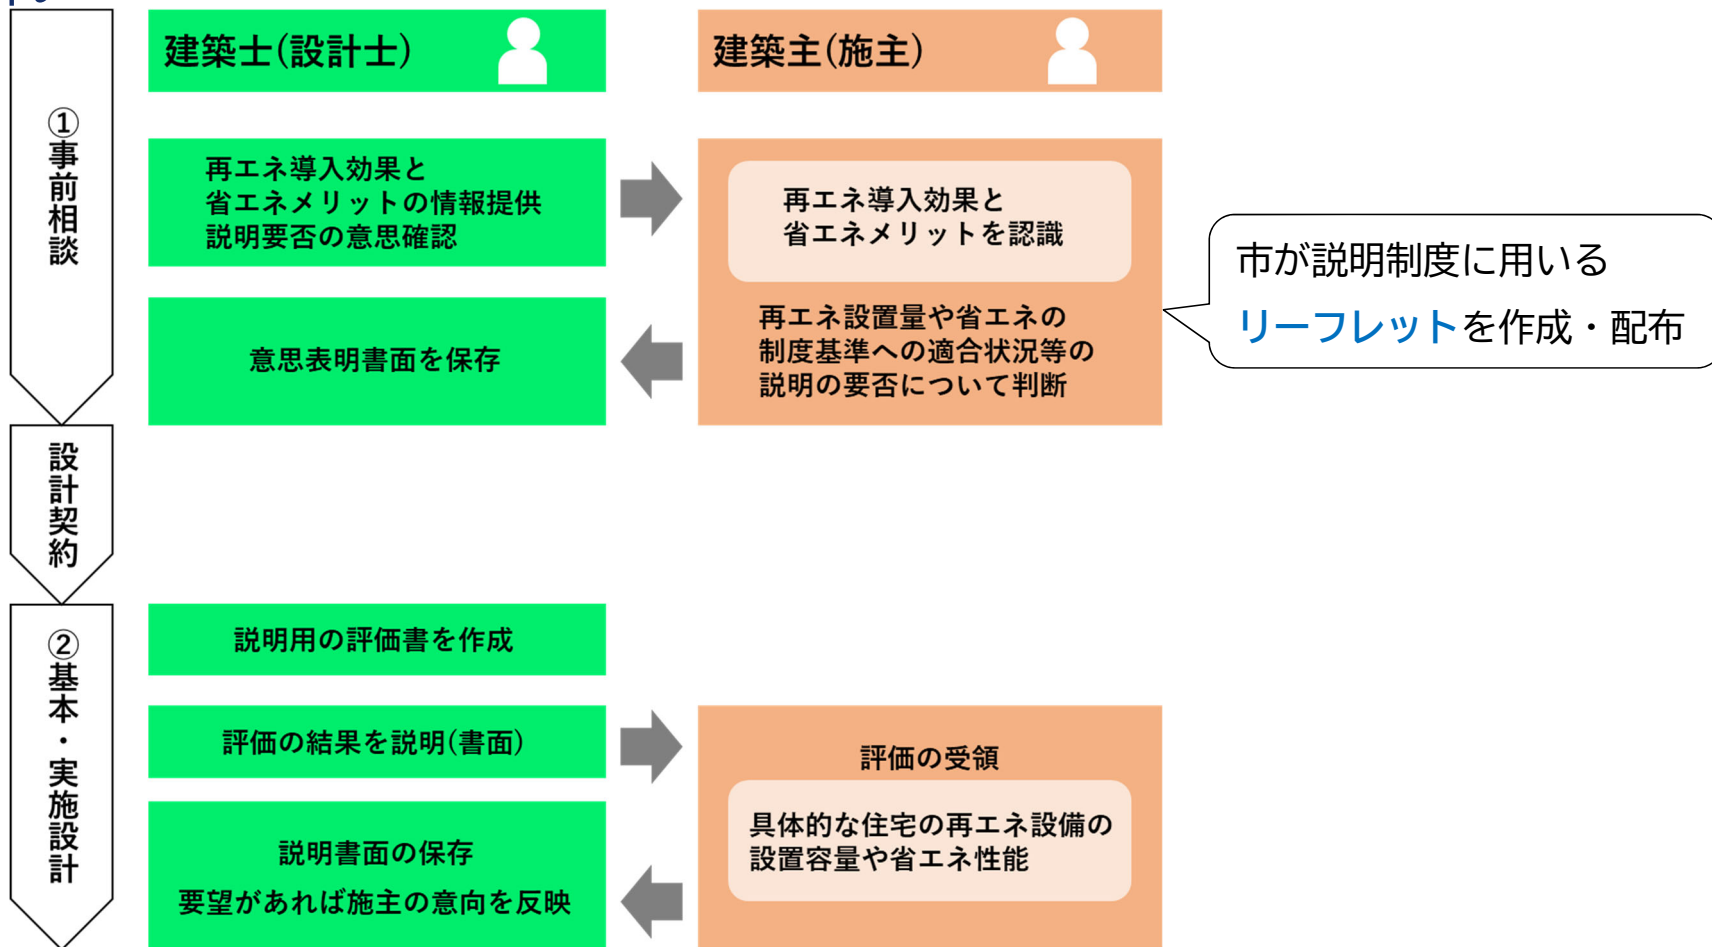 建築士(設計士)
建築主(施主)
①事前相談
再エネ導入効果と
省エネメリットの情報提供
説明要否の意思確認
再エネ導入効果と
省エネメリットを認識
市が説明制度に用いる
リーフレットを作成・配布
意思表明書面を保存
再エネ設置量や省エネの
制度基準への適合状況等の
説明の要否について判断
設計契約
②基本・実施設計
説明用の評価書を作成
評価の結果を説明(書面)
評価の受領
具体的な住宅の再エネ設備の
設置容量や省エネ性能
説明書面の保存
要望があれば施主の意向を反映